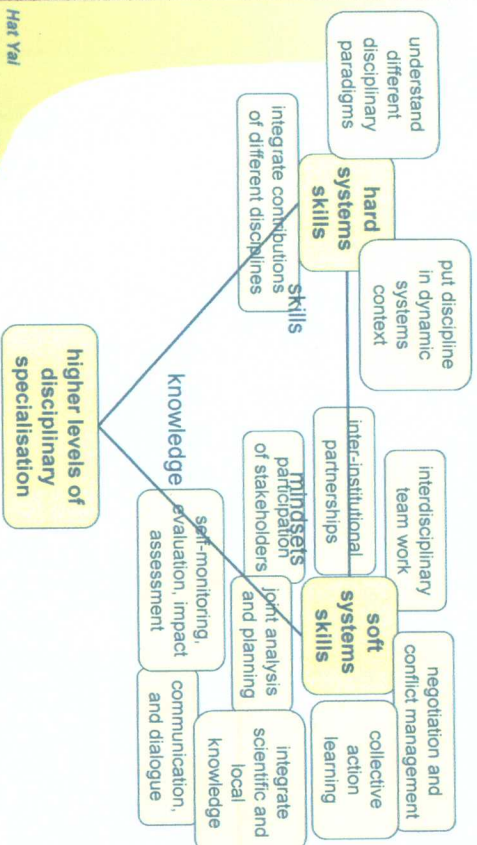 understand
different
disciplinary
paradigms
hard
systems
skills
put discipline
in dynamic
systems
context
integrate contributions
of different disciplines
skills
interdisciplinary
team work
inter-institutional
partnerships
mindsets
participation
of stakeholders
soft
systems
skills
negotiation and
conflict management
collective
action
learning
joint analysis
and planning
integrate
scientific and
local
knowledge
self-monitoring,
evaluation, impact
assessment
communication,
and dialogue
knowledge
higher levels of
disciplinary
specialisation
Hat Yai